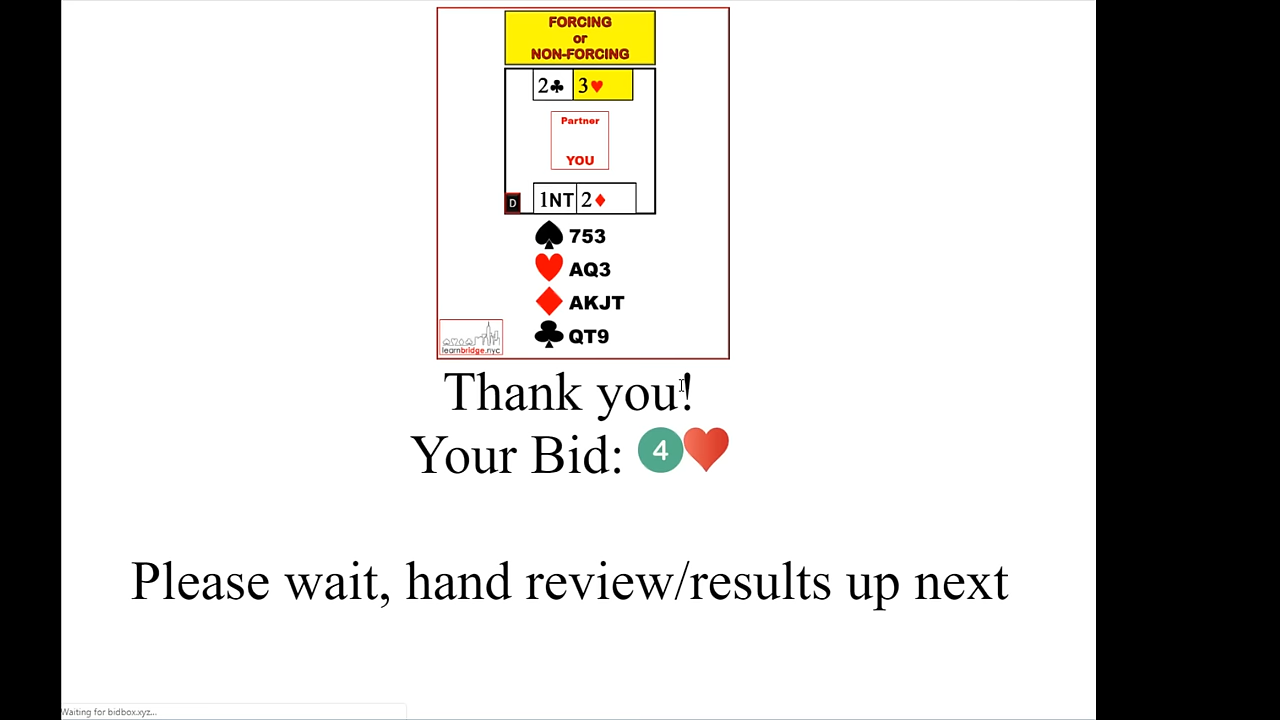 FORCING
or
NON-FORCING
2♣ 3♥
Partner
YOU
D 1NT 2♦
♠ 753
♥ AQ3
♦ AKJT
♣ QT9
learnbridge.nyc
Thank you!
Your Bid: 4♥
Please wait, hand review/results up next
Waiting for bidbox.xyz...